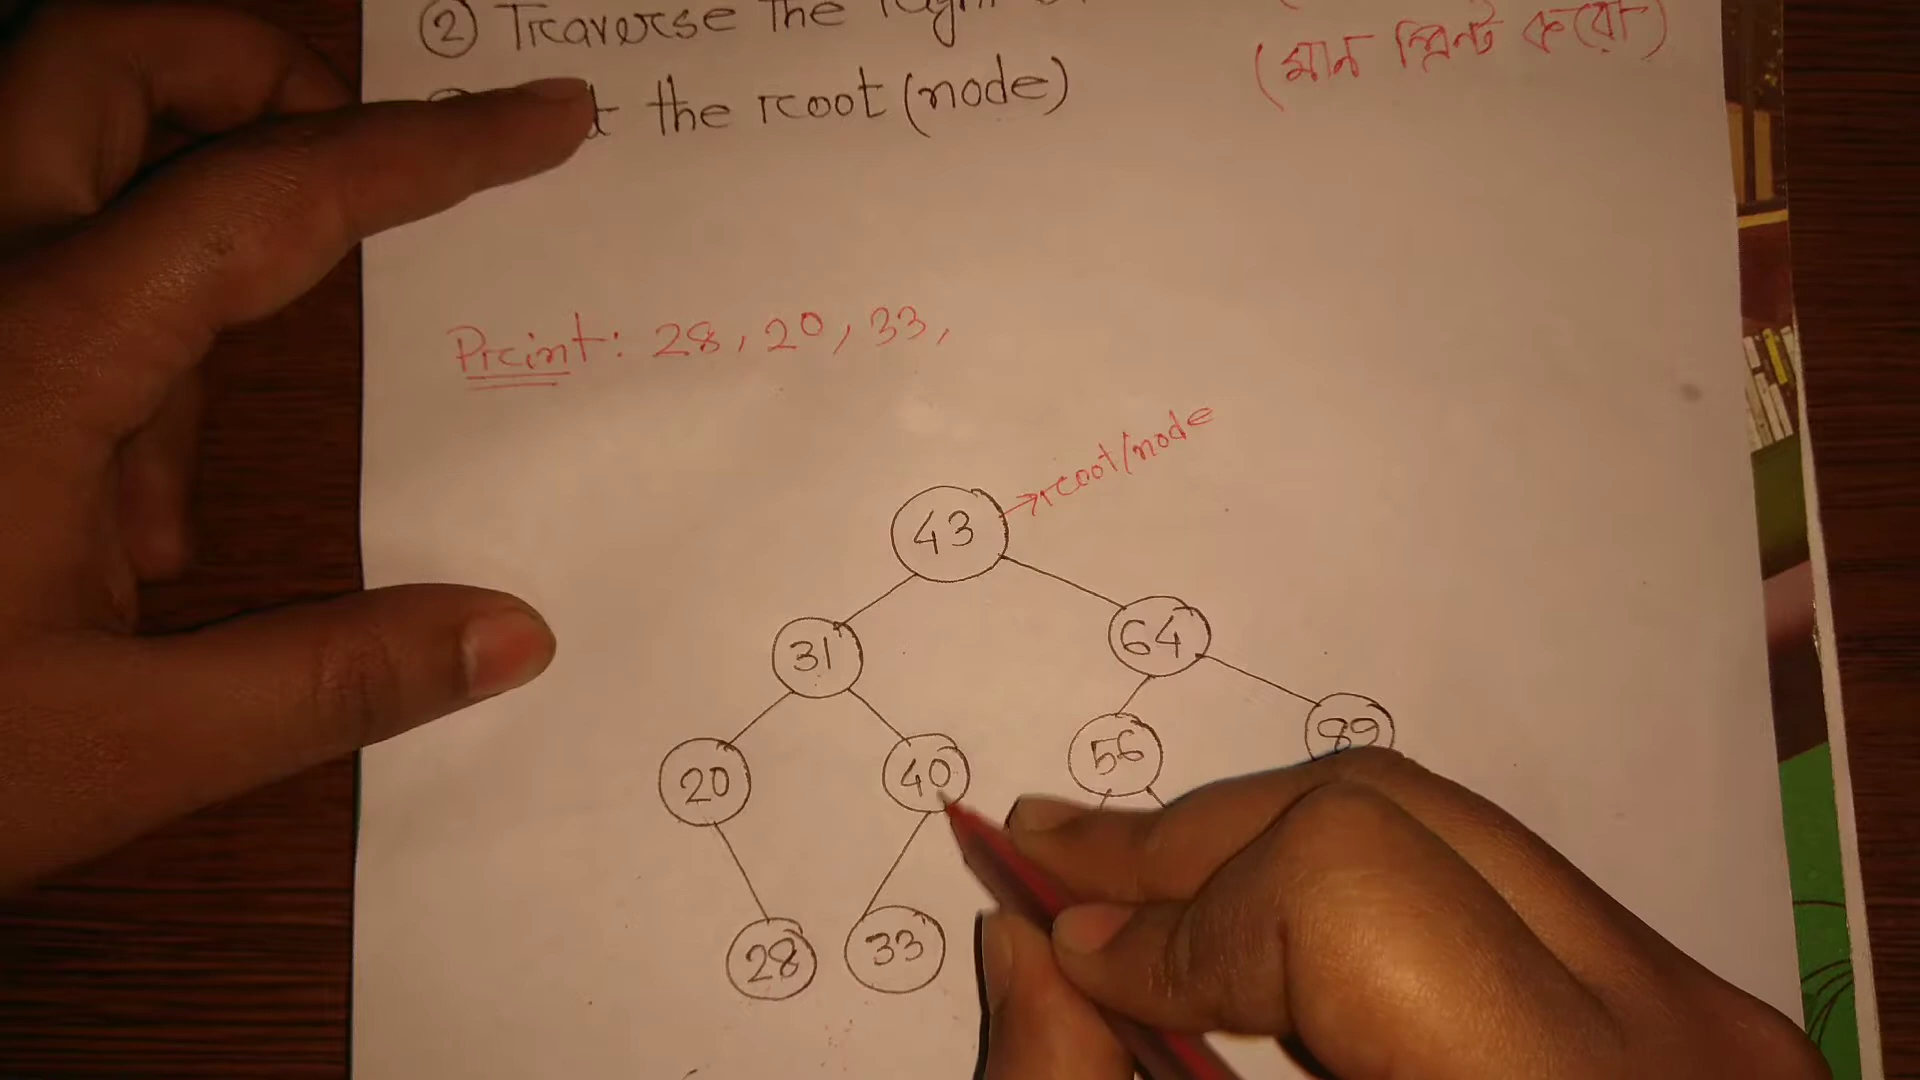 ② Traverse the
the root (node)
(মান প্রিন্ট করো)
Print: 28, 20, 33,
→root/node
43
31
64
20
40
56
89
28
33